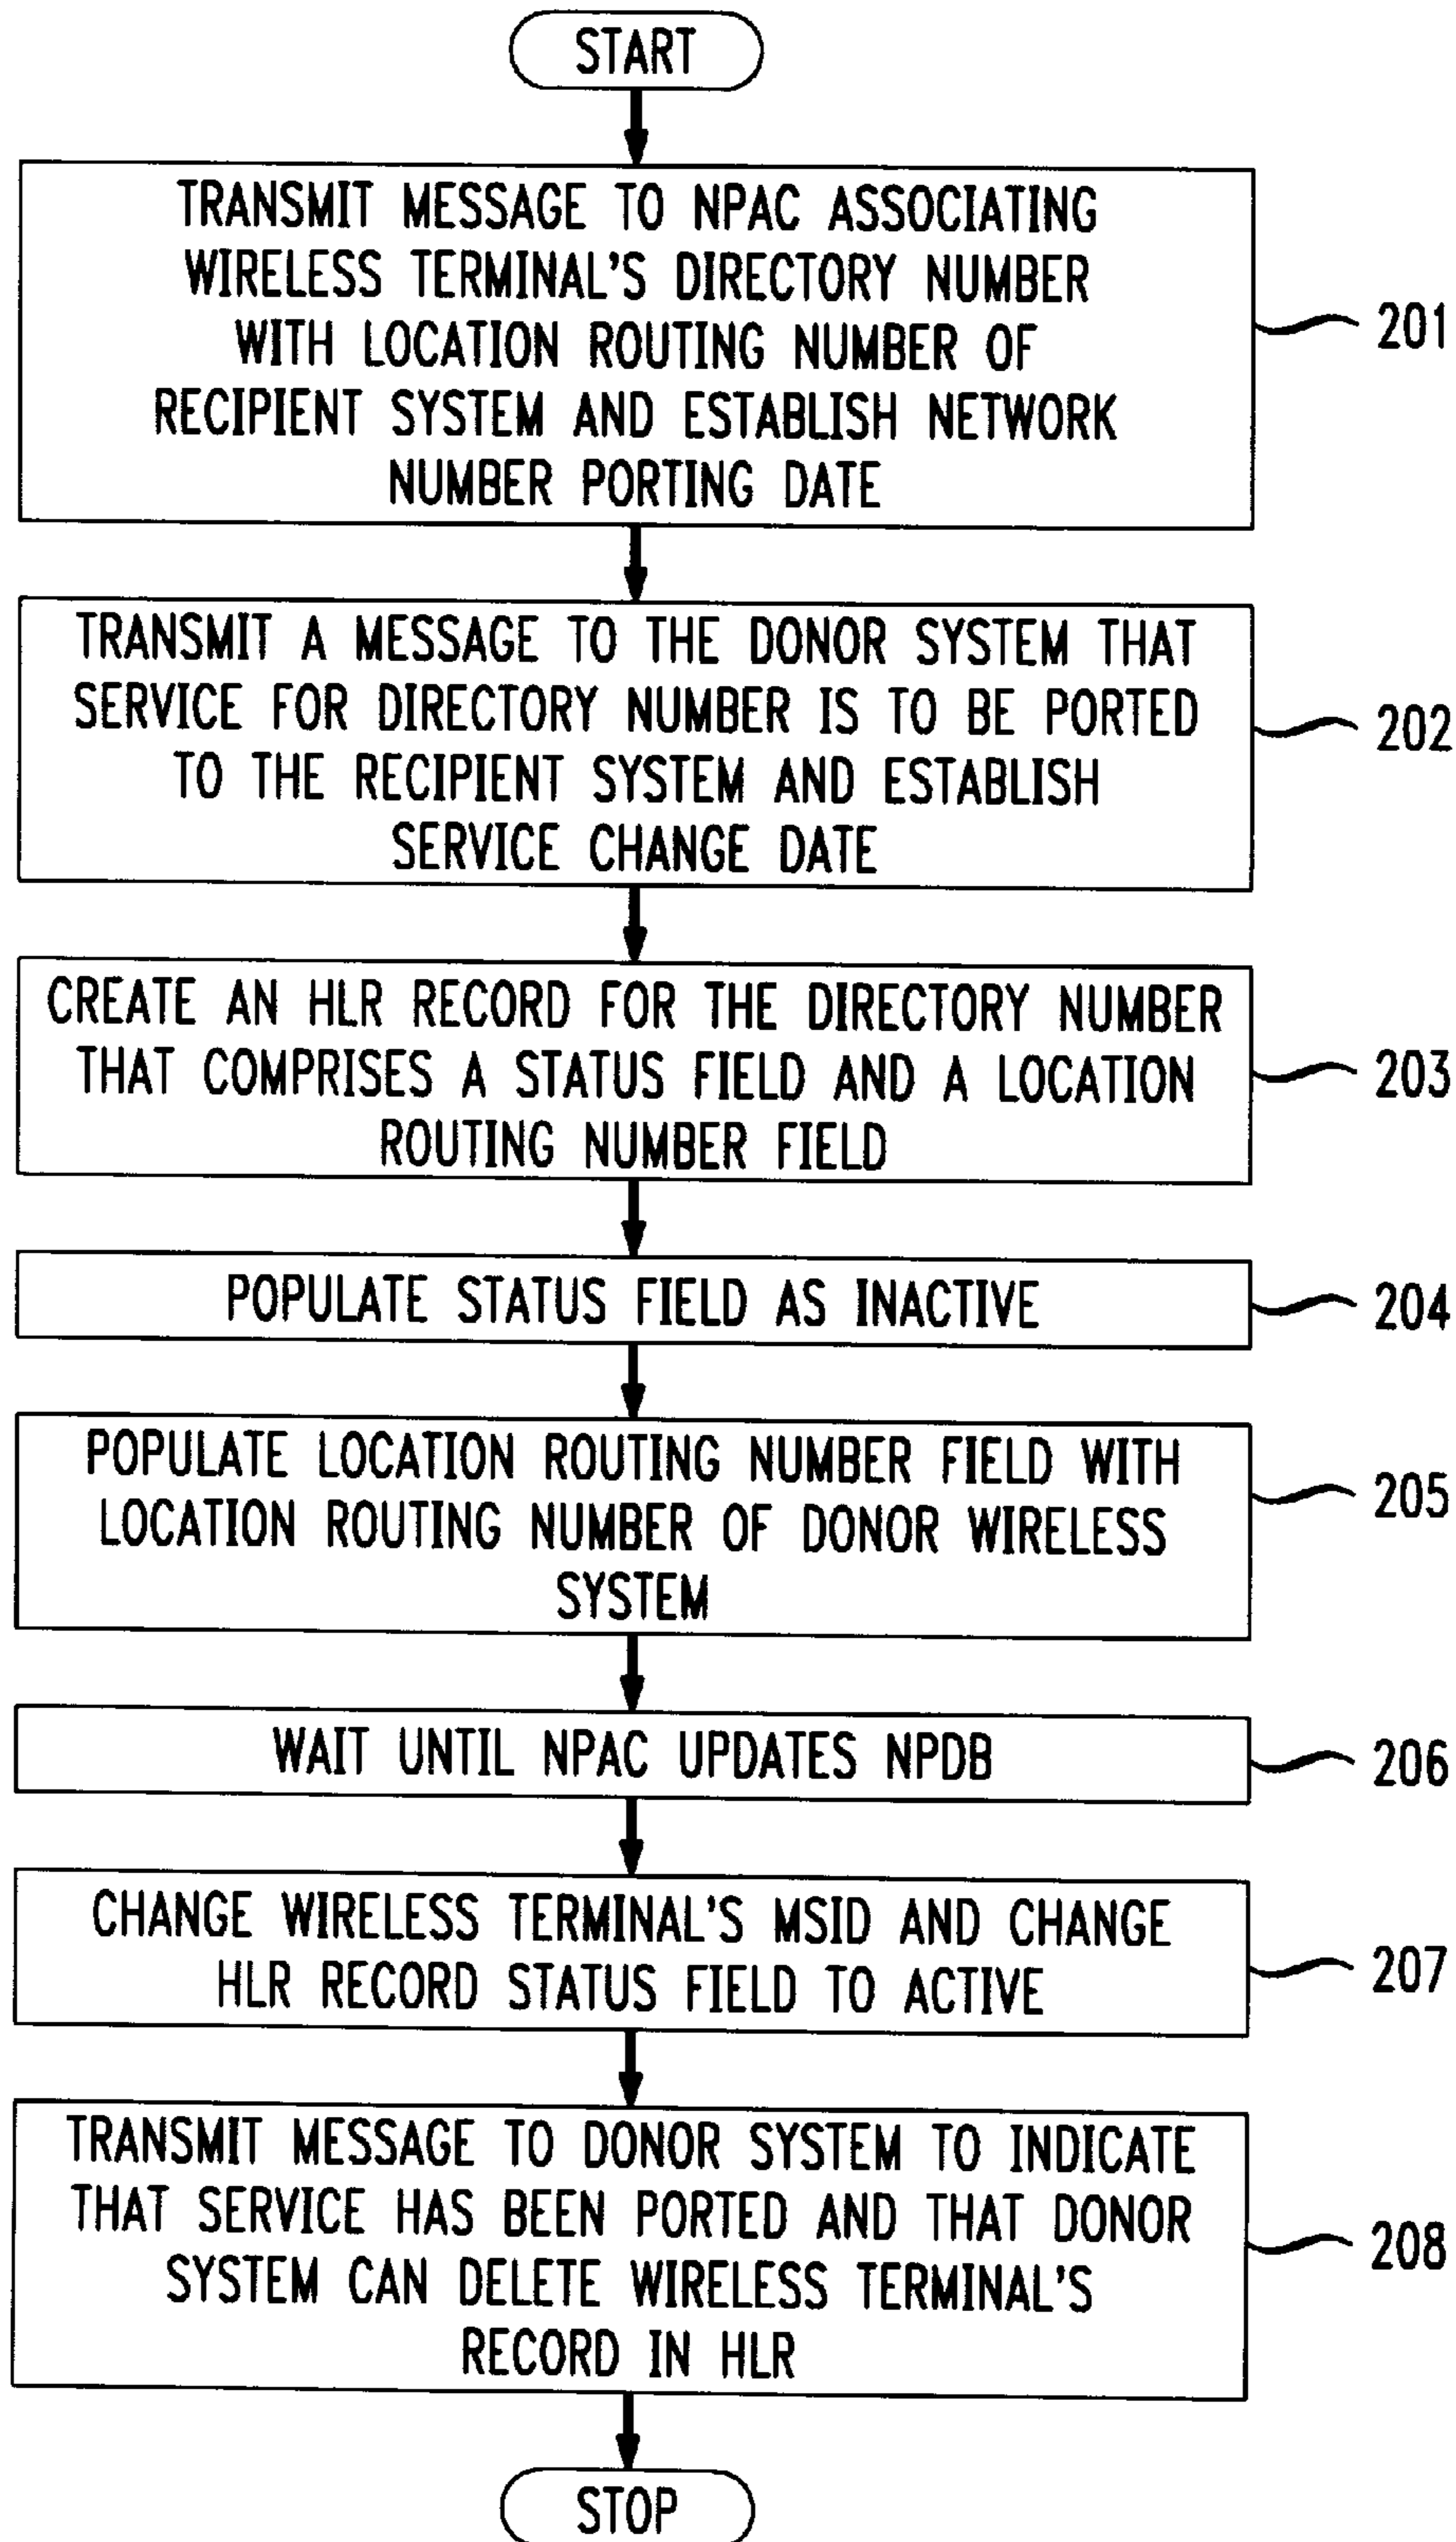 START
TRANSMIT MESSAGE TO NPAC ASSOCIATING
WIRELESS TERMINAL'S DIRECTORY NUMBER
WITH LOCATION ROUTING NUMBER OF
RECIPIENT SYSTEM AND ESTABLISH NETWORK
NUMBER PORTING DATE
201
TRANSMIT A MESSAGE TO THE DONOR SYSTEM THAT
SERVICE FOR DIRECTORY NUMBER IS TO BE PORTED
TO THE RECIPIENT SYSTEM AND ESTABLISH
SERVICE CHANGE DATE
202
CREATE AN HLR RECORD FOR THE DIRECTORY NUMBER
THAT COMPRISES A STATUS FIELD AND A LOCATION
ROUTING NUMBER FIELD
203
POPULATE STATUS FIELD AS INACTIVE
204
POPULATE LOCATION ROUTING NUMBER FIELD WITH
LOCATION ROUTING NUMBER OF DONOR WIRELESS
SYSTEM
205
WAIT UNTIL NPAC UPDATES NPDB
206
CHANGE WIRELESS TERMINAL'S MSID AND CHANGE
HLR RECORD STATUS FIELD TO ACTIVE
207
TRANSMIT MESSAGE TO DONOR SYSTEM TO INDICATE
THAT SERVICE HAS BEEN PORTED AND THAT DONOR
SYSTEM CAN DELETE WIRELESS TERMINAL'S
RECORD IN HLR
208
STOP